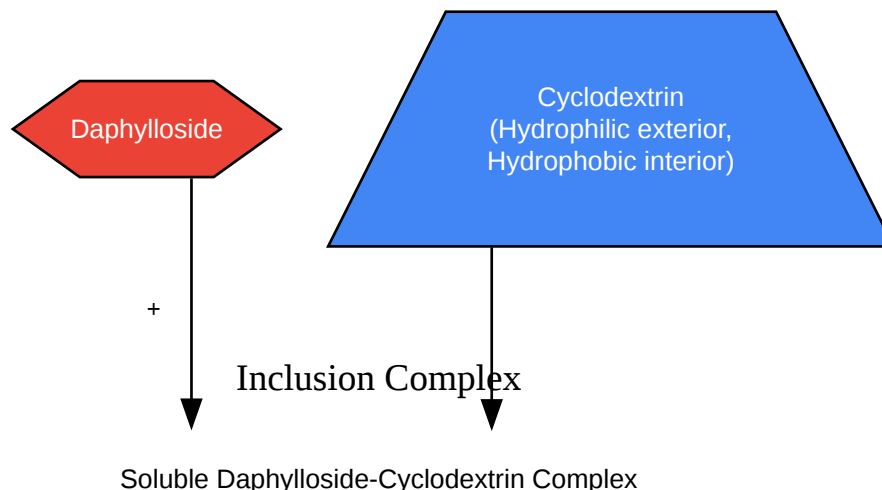 Daphylloside
Cyclodextrin
(Hydrophilic exterior,
Hydrophobic interior)
+
Inclusion Complex
Soluble Daphylloside-Cyclodextrin Complex